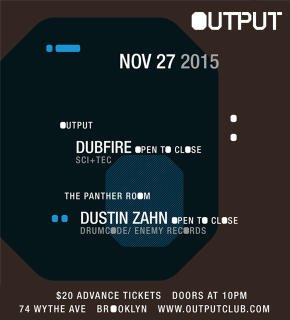 OUTPUT
NOV 27 2015
OUTPUT
DUBFIRE OPEN TO CLOSE
SCI+TEC
THE PANTHER ROOM
DUSTIN ZAHN OPEN TO CLOSE
DRUMCODE/ ENEMY RECORDS
$20 ADVANCE TICKETS DOORS AT 10PM
74 WYTHE AVE BROOKLYN WWW.OUTPUTCLUB.COM